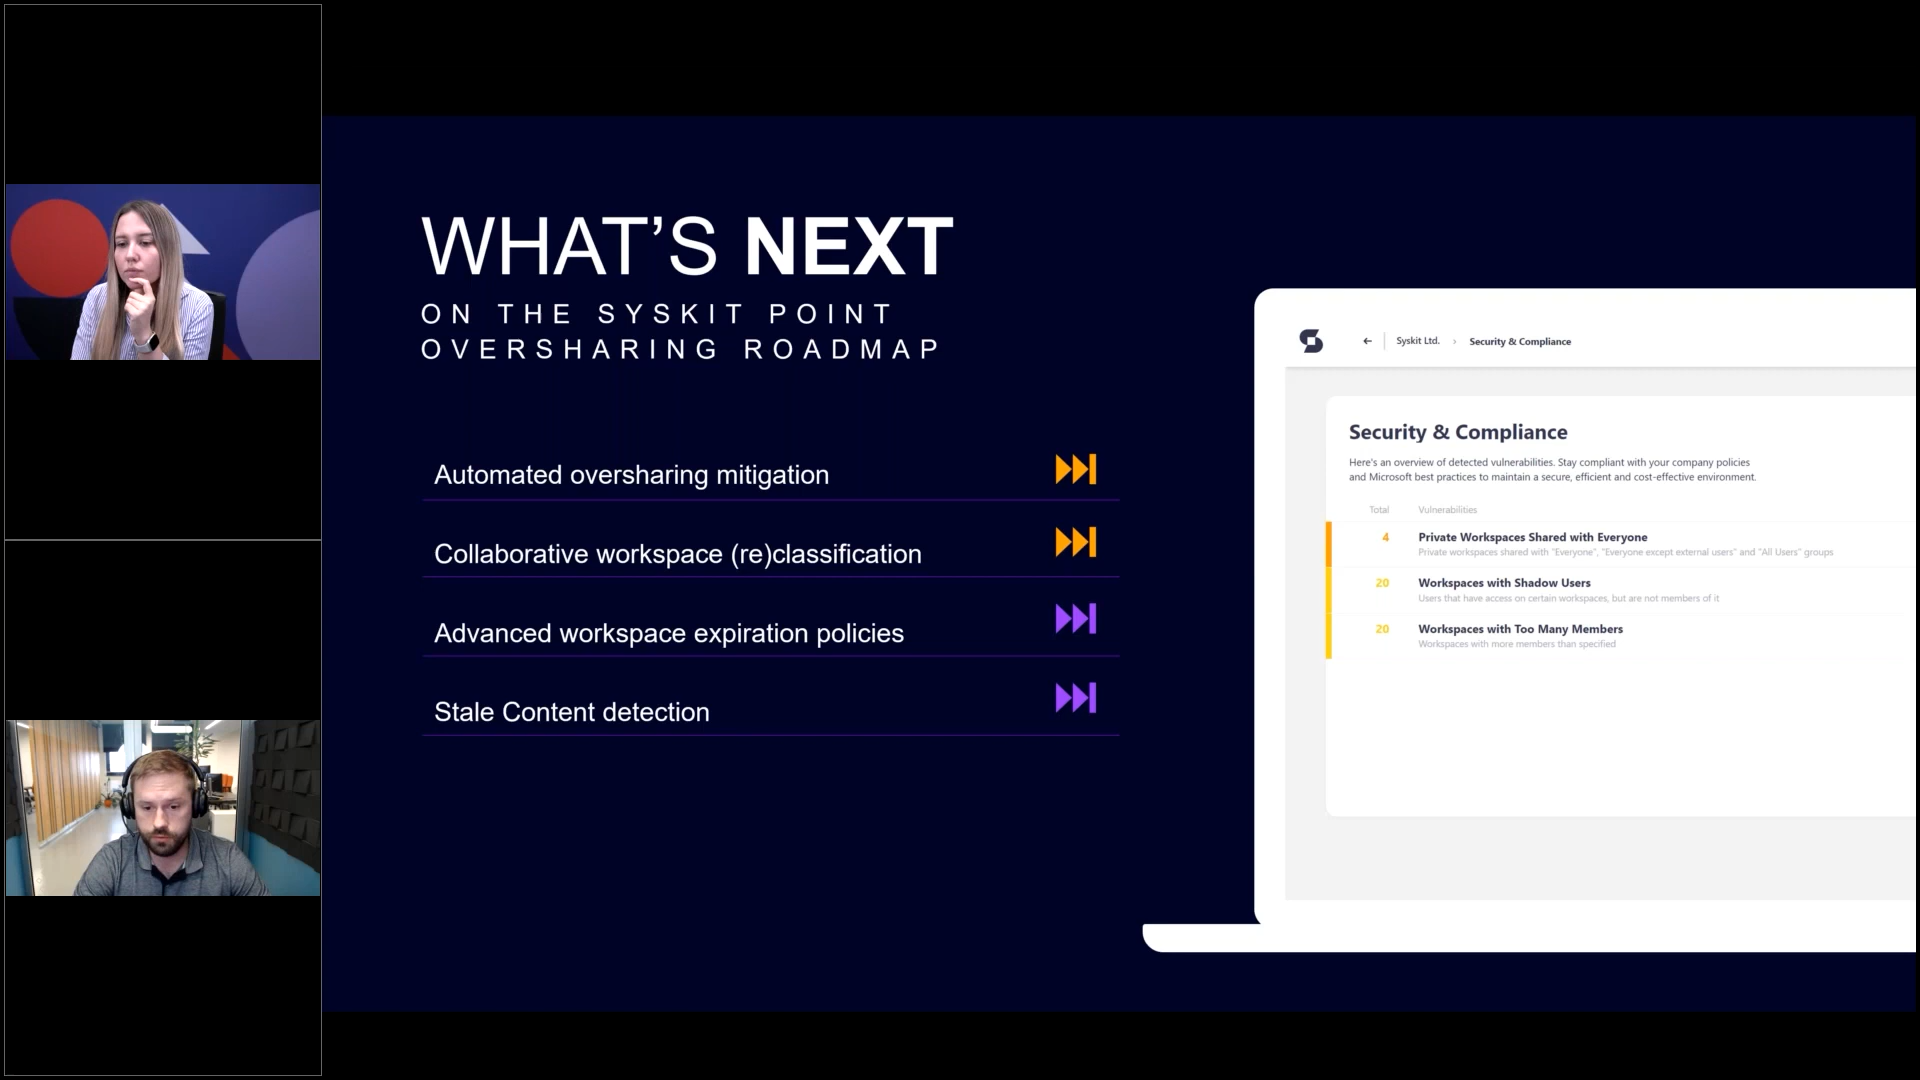 WHAT'S NEXT
ON THE SYSKIT POINT
OVERSHARING ROADMAP
Automated oversharing mitigation
Collaborative workspace (re)classification
Advanced workspace expiration policies
Stale Content detection
Syskit Ltd. › Security & Compliance
Security & Compliance
Here's an overview of detected vulnerabilities. Stay compliant with your company policies
and Microsoft best practices to maintain a secure, efficient and cost-effective environment.
Total Vulnerabilities
4 Private Workspaces Shared with Everyone
Private workspaces shared with "Everyone", "Everyone except external users" and "All Users" groups
20 Workspaces with Shadow Users
Users that have access on certain workspaces, but are not members of it
20 Workspaces with Too Many Members
Workspaces with more members than specified